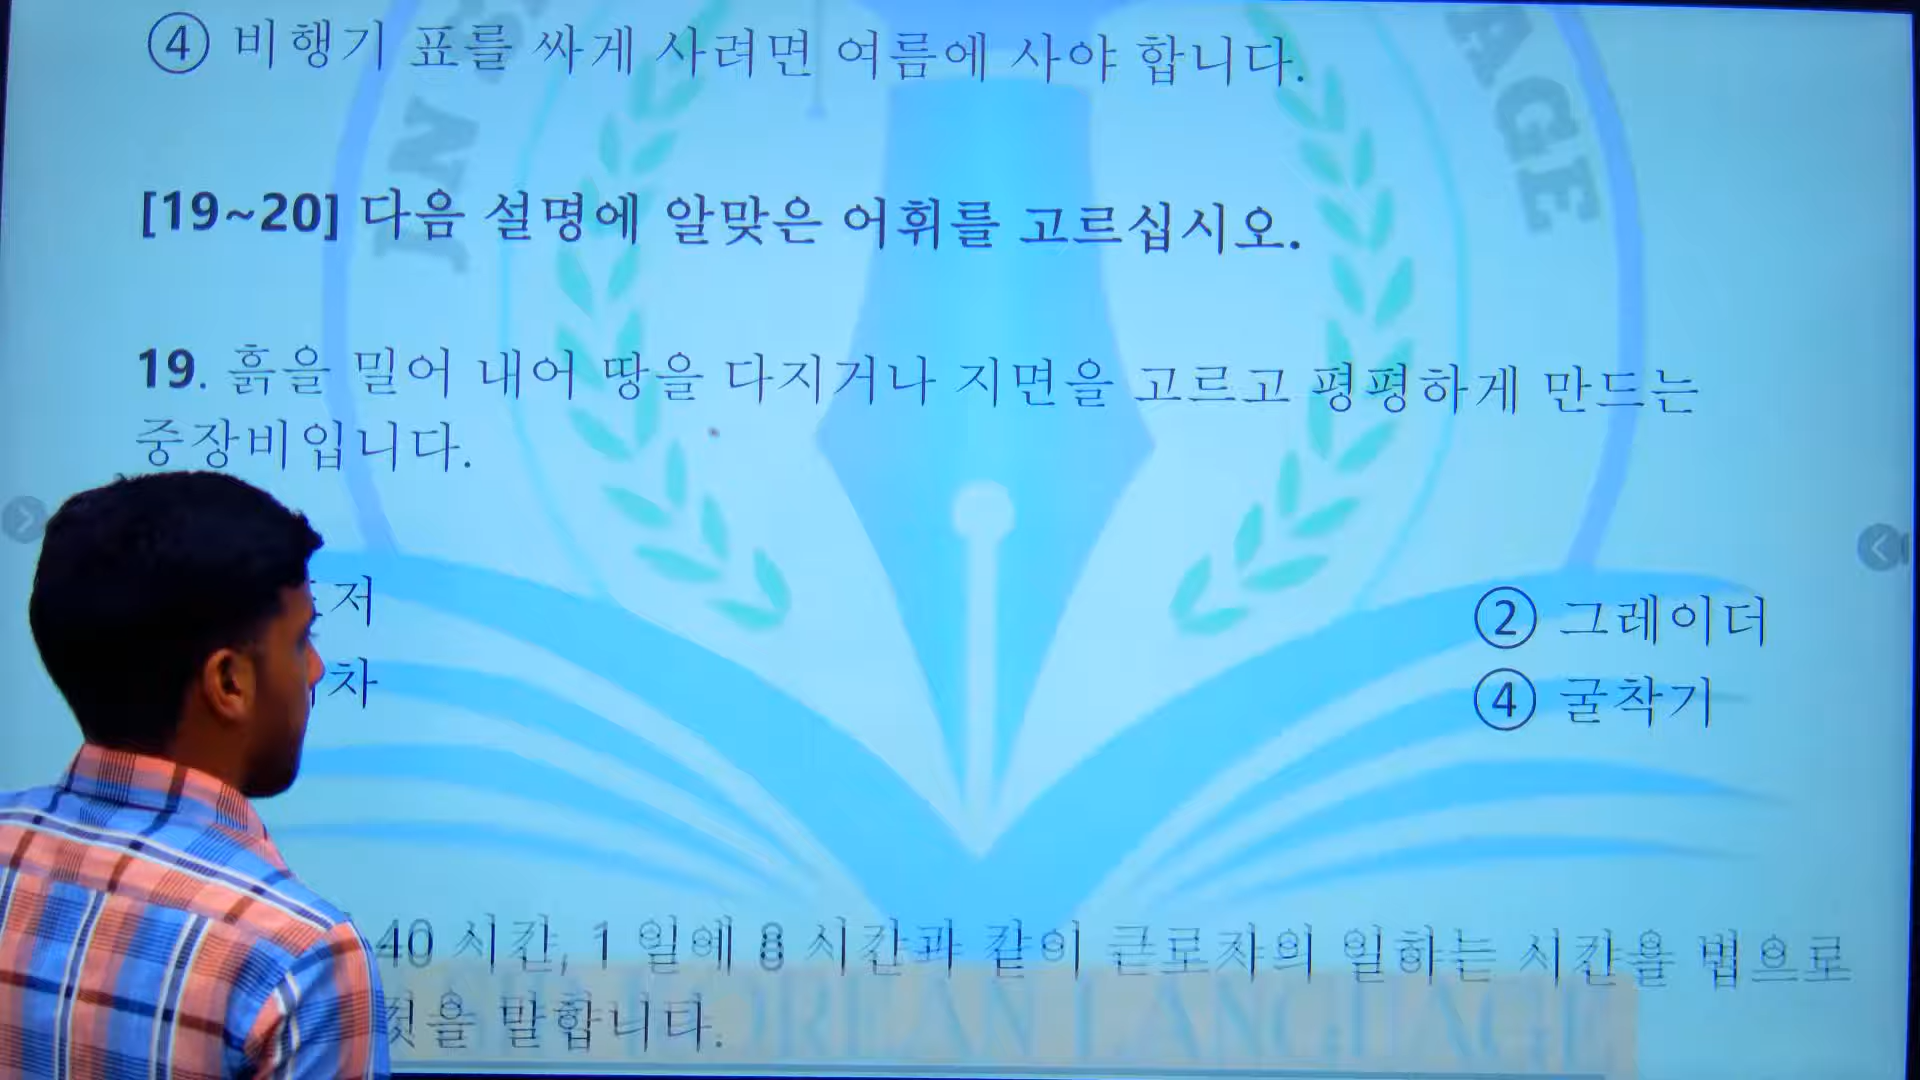 ④ 비행기 표를 싸게 사려면 여름에 사야 합니다.
[19~20] 다음 설명에 알맞은 어휘를 고르십시오.
19. 흙을 밀어 내어 땅을 다지거나 지면을 고르고 평평하게 만드는
중장비입니다.
저
② 그레이더
차
④ 굴착기
40 시간, 1 일에 8 시간과 같이 근로자의 일하는 시간을 법으로
것을 말합니다.
AGE
KOREAN LANGUAGE